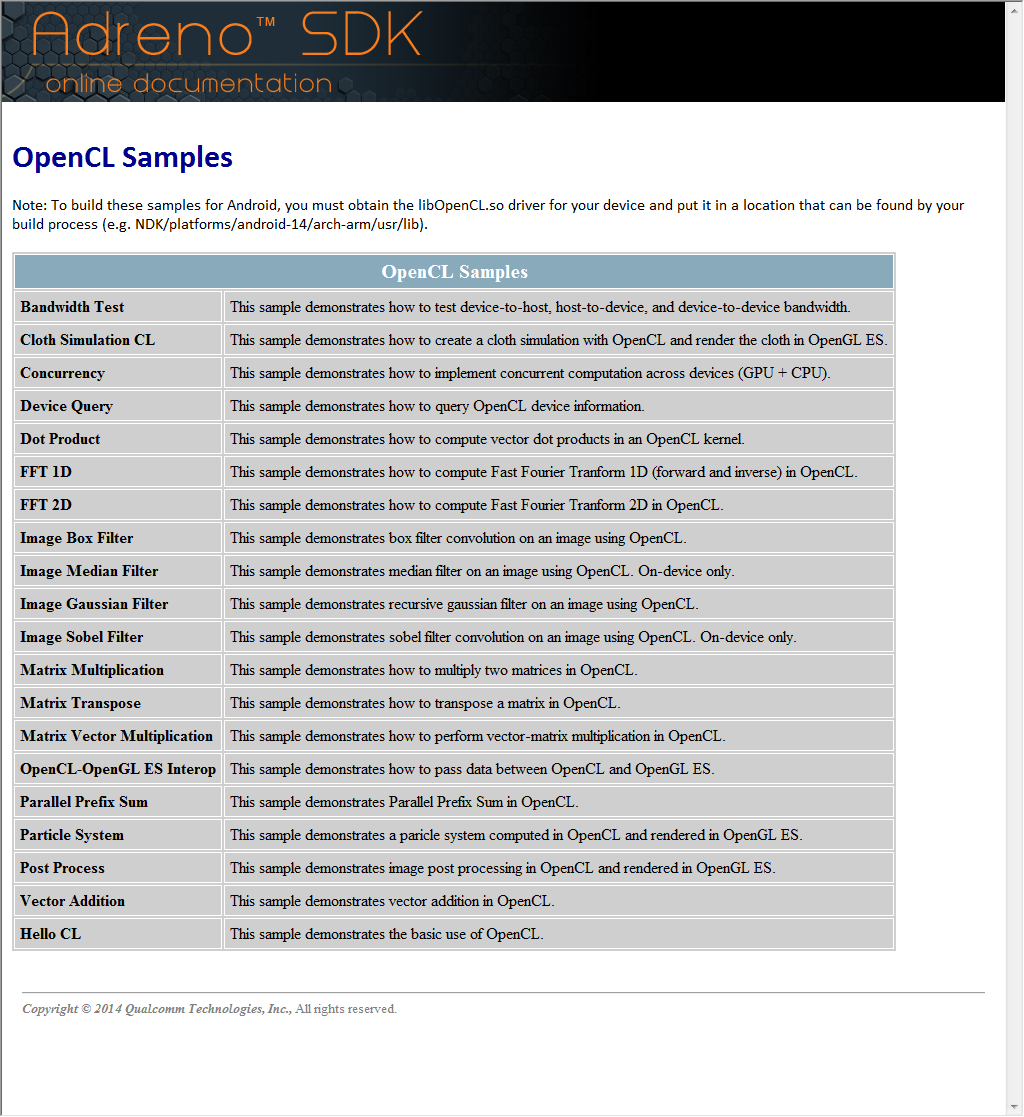 Adreno™ SDK
online documentation
OpenCL Samples
Note: To build these samples for Android, you must obtain the libOpenCL.so driver for your device and put it in a location that can be found by your
build process (e.g. NDK/platforms/android-14/arch-arm/usr/lib).
OpenCL Samples
Bandwidth Test This sample demonstrates how to test device-to-host, host-to-device, and device-to-device bandwidth.
Cloth Simulation CL This sample demonstrates how to create a cloth simulation with OpenCL and render the cloth in OpenGL ES.
Concurrency This sample demonstrates how to implement concurrent computation across devices (GPU + CPU).
Device Query This sample demonstrates how to query OpenCL device information.
Dot Product This sample demonstrates how to compute vector dot products in an OpenCL kernel.
FFT 1D This sample demonstrates how to compute Fast Fourier Tranform 1D (forward and inverse) in OpenCL.
FFT 2D This sample demonstrates how to compute Fast Fourier Tranform 2D in OpenCL.
Image Box Filter This sample demonstrates box filter convolution on an image using OpenCL.
Image Median Filter This sample demonstrates median filter on an image using OpenCL. On-device only.
Image Gaussian Filter This sample demonstrates recursive gaussian filter on an image using OpenCL.
Image Sobel Filter This sample demonstrates sobel filter convolution on an image using OpenCL. On-device only.
Matrix Multiplication This sample demonstrates how to multiply two matrices in OpenCL.
Matrix Transpose This sample demonstrates how to transpose a matrix in OpenCL.
Matrix Vector Multiplication This sample demonstrates how to perform vector-matrix multiplication in OpenCL.
OpenCL-OpenGL ES Interop This sample demonstrates how to pass data between OpenCL and OpenGL ES.
Parallel Prefix Sum This sample demonstrates Parallel Prefix Sum in OpenCL.
Particle System This sample demonstrates a paricle system computed in OpenCL and rendered in OpenGL ES.
Post Process This sample demonstrates image post processing in OpenCL and rendered in OpenGL ES.
Vector Addition This sample demonstrates vector addition in OpenCL.
Hello CL This sample demonstrates the basic use of OpenCL.
Copyright © 2014 Qualcomm Technologies, Inc., All rights reserved.